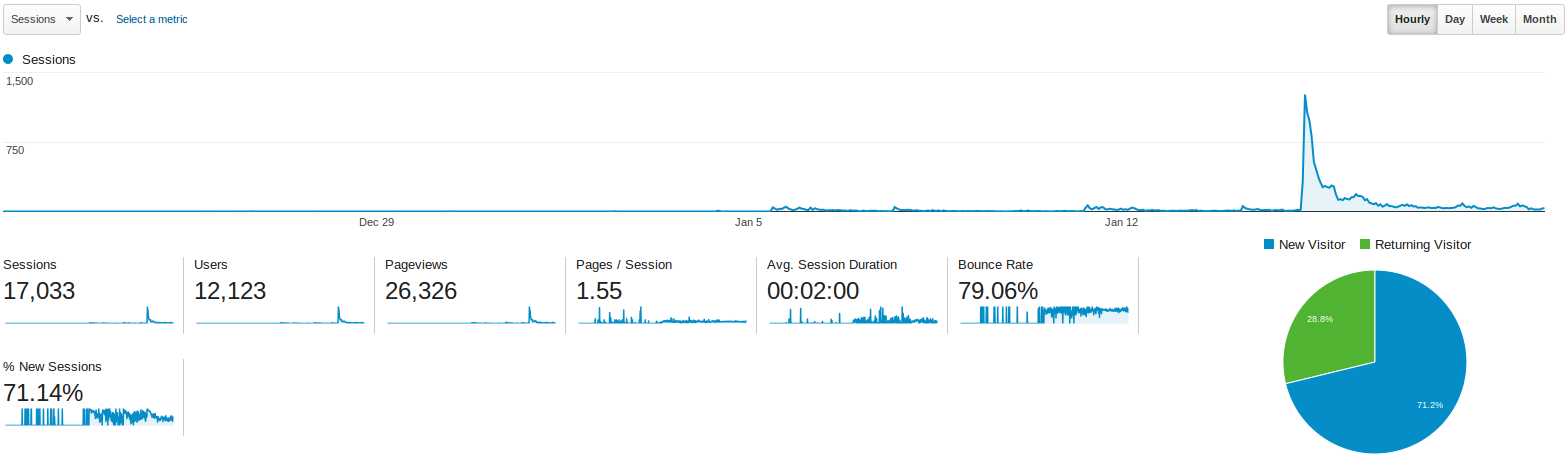 Sessions vs. Select a metric Hourly Day Week Month
Sessions
1,500
750
Dec 29 Jan 5 Jan 12
New Visitor Returning Visitor
Sessions Users Pageviews Pages / Session Avg. Session Duration Bounce Rate
17,033 12,123 26,326 1.55 00:02:00 79.06%
28.8%
% New Sessions
71.14%
71.2%